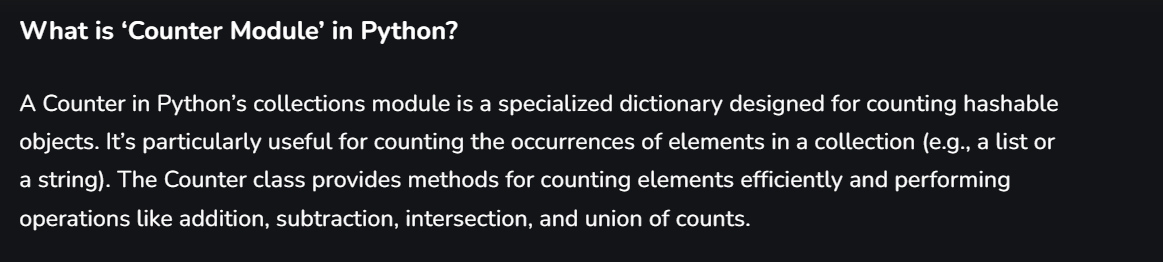 What is ‘Counter Module’ in Python?
A Counter in Python’s collections module is a specialized dictionary designed for counting hashable
objects. It’s particularly useful for counting the occurrences of elements in a collection (e.g., a list or
a string). The Counter class provides methods for counting elements efficiently and performing
operations like addition, subtraction, intersection, and union of counts.